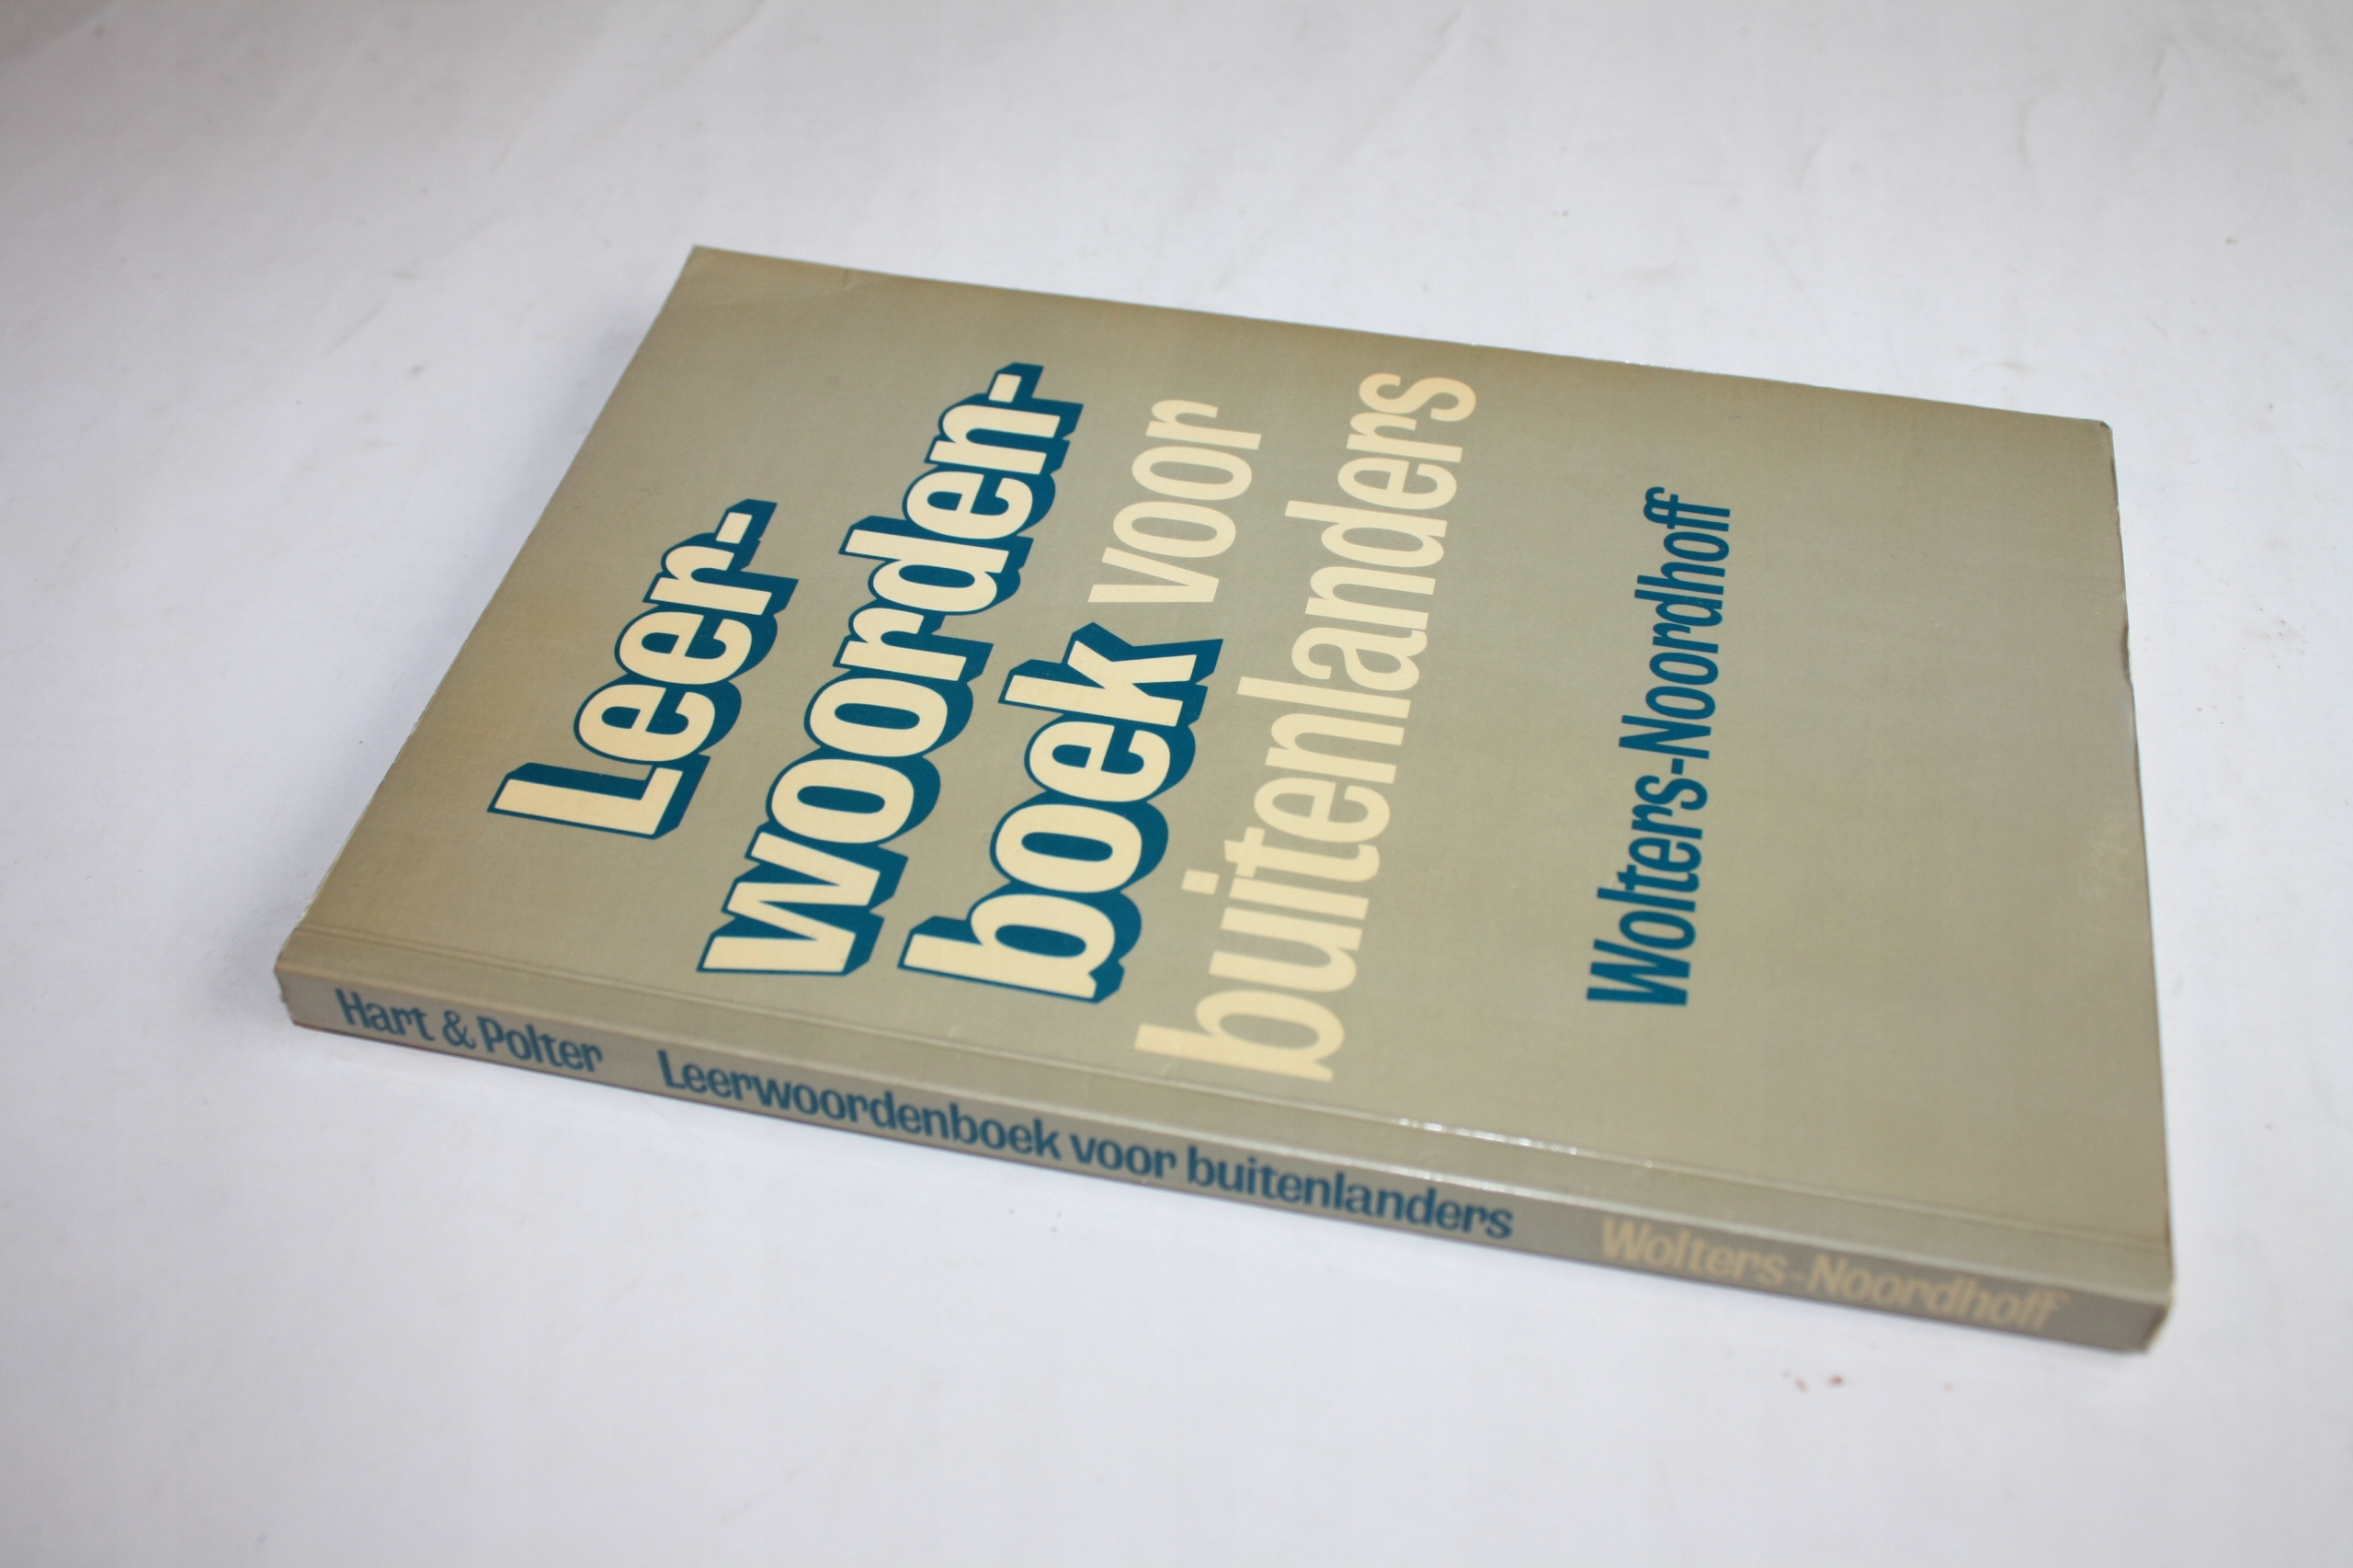 Leer-
woorden-
boek voor
buitenlanders
Wolters-Noordhoff
Hart & Polter Leerwoordenboek voor buitenlanders Wolters-Noordhoff